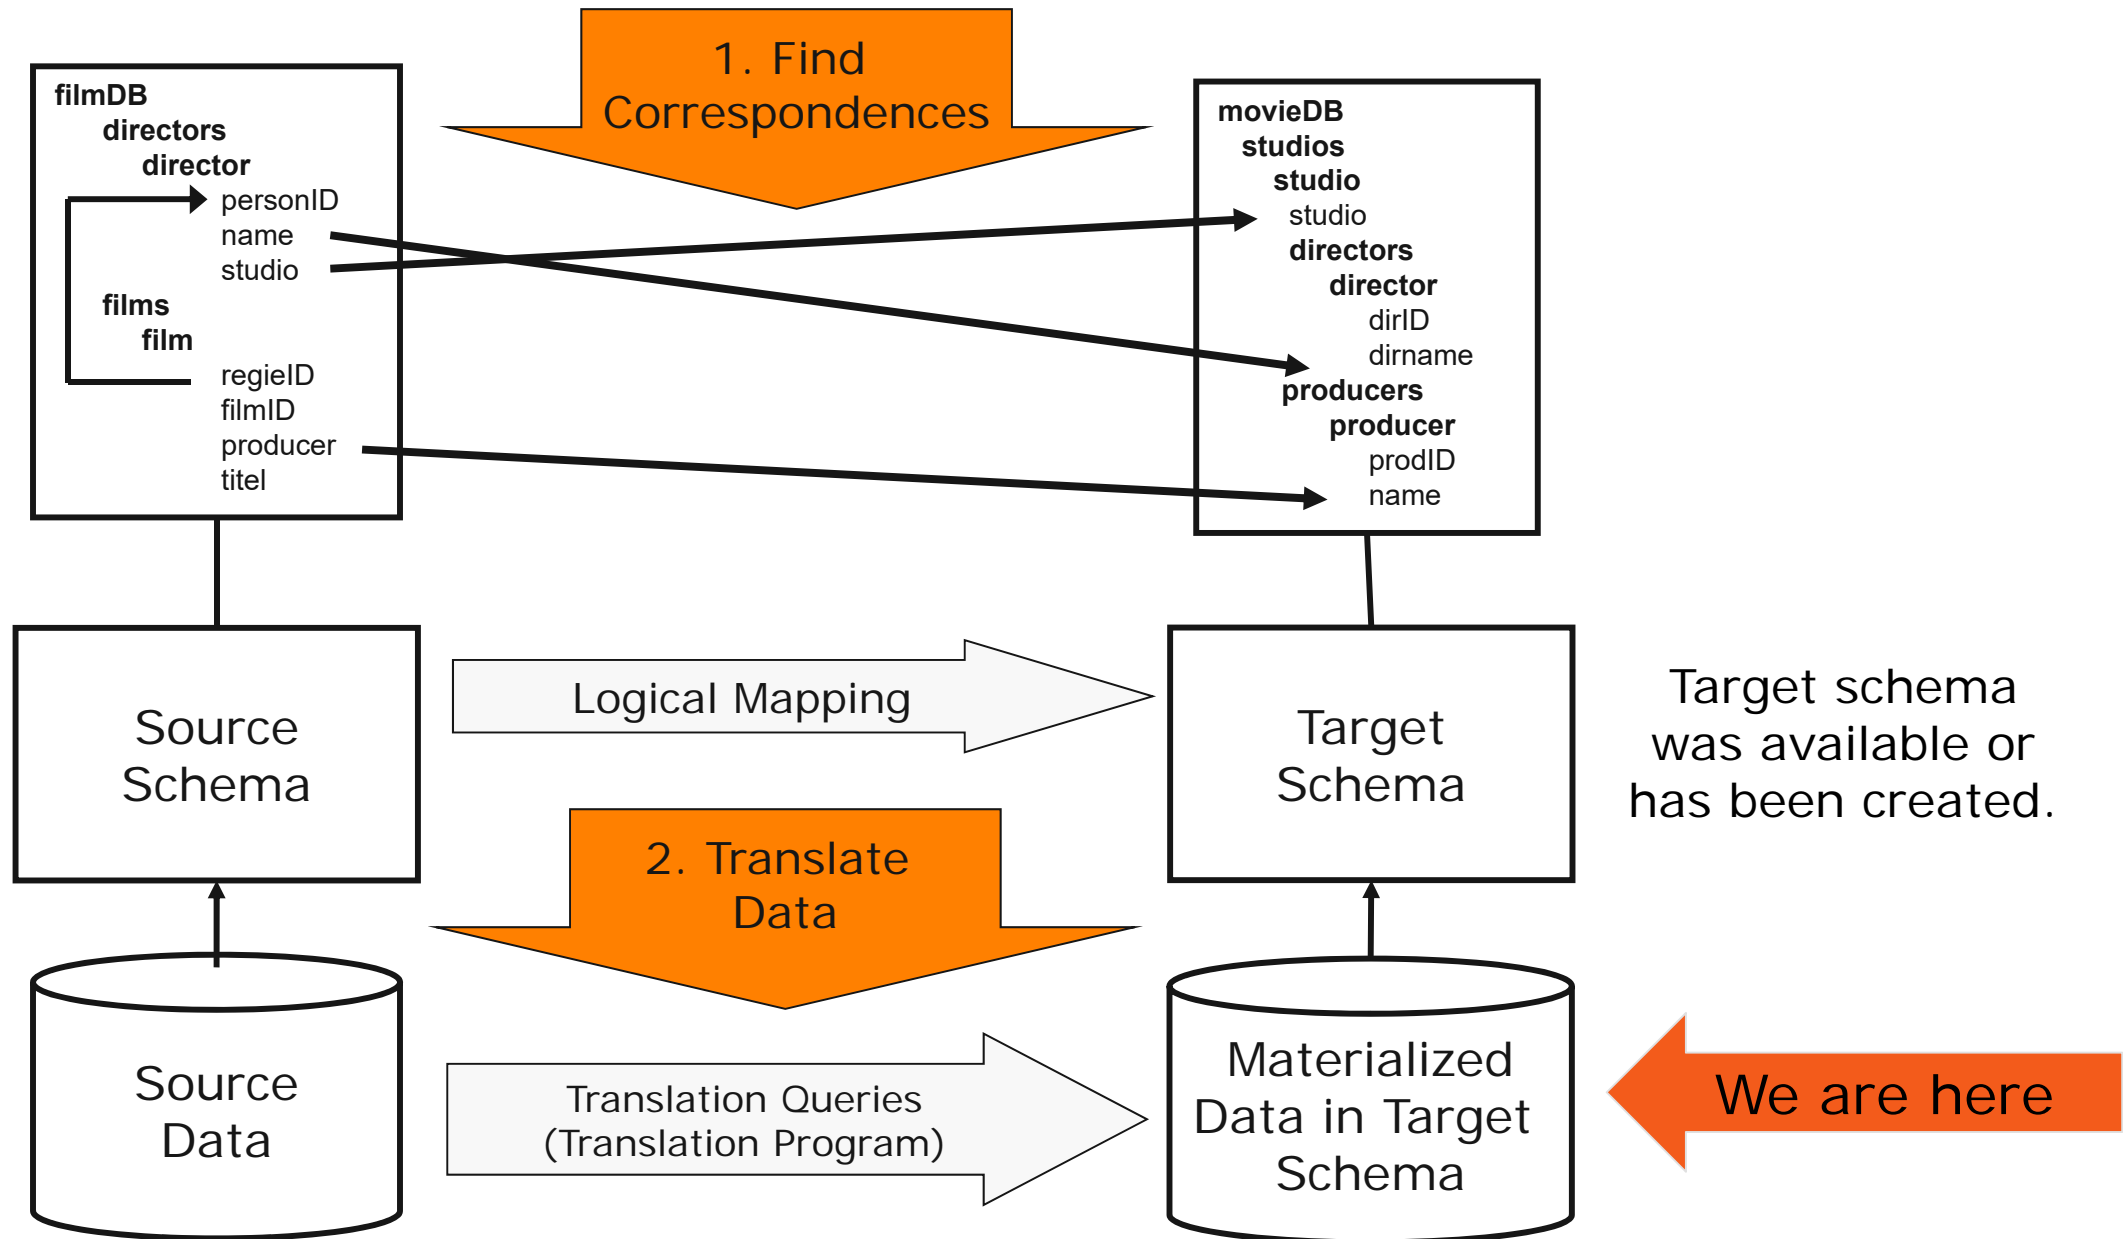 1. Find
Correspondences
filmDB
directors
director
personID
name
studio
films
film
regieID
filmID
producer
titel
movieDB
studios
studio
studio
directors
director
dirID
dirname
producers
producer
prodID
name
Source
Schema
Logical Mapping
Target
Schema
Target schema
was available or
has been created.
2. Translate
Data
Source
Data
Translation Queries
(Translation Program)
Materialized
Data in Target
Schema
We are here